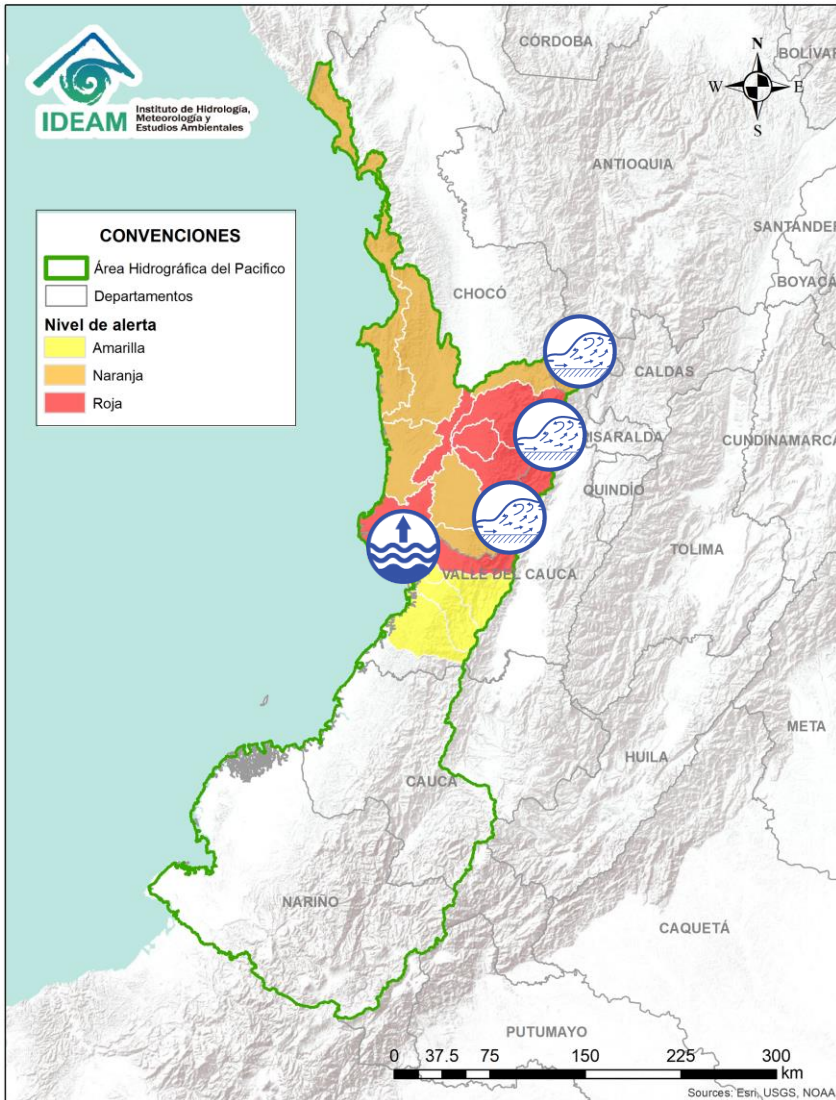 IDEAM
Instituto de Hidrología,
Meteorología y
Estudios Ambientales
CÓRDOBA
BOLÍVAR
N
W
E
S
ANTIOQUIA
SANTANDER
BOYACÁ
CONVENCIONES
Área Hidrográfica del Pacifico
Departamentos
Nivel de alerta
Amarilla
Naranja
Roja
CHOCÓ
CALDAS
ISARALDA
CUNDINAMARCA
QUINDÍO
TOLIMA
VALLE DEL CAUCA
META
HUILA
CAUCA
NARIÑO
CAQUETÁ
PUTUMAYO
0 37.5 75 150 225 300
km
Sources: Esri, USGS, NOAA